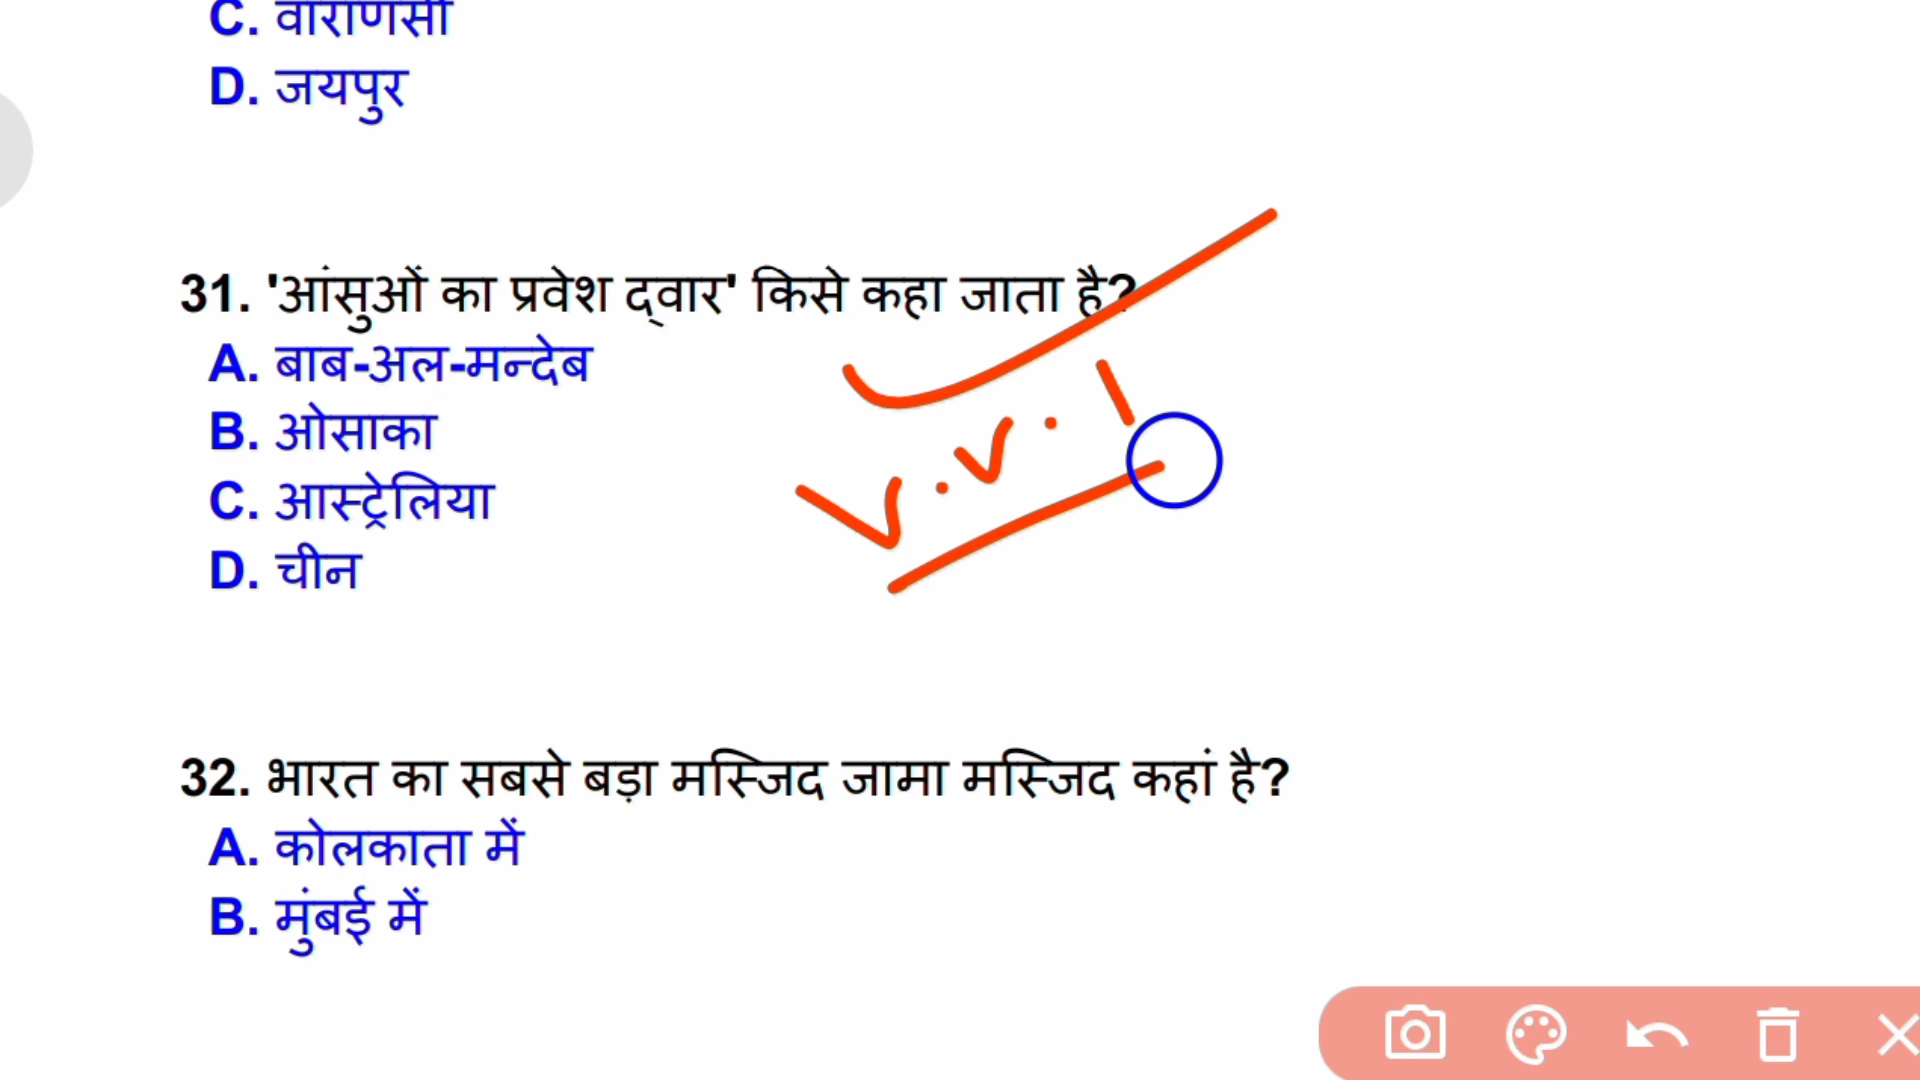 C. वाराणसी
D. जयपुर
31. 'आंसुओं का प्रवेश द्वार' किसे कहा जाता है?
A. बाब-अल-मन्देब
B. ओसाका
C. आस्ट्रेलिया
D. चीन
V.V.I
32. भारत का सबसे बड़ा मस्जिद जामा मस्जिद कहां है?
A. कोलकाता में
B. मुंबई में